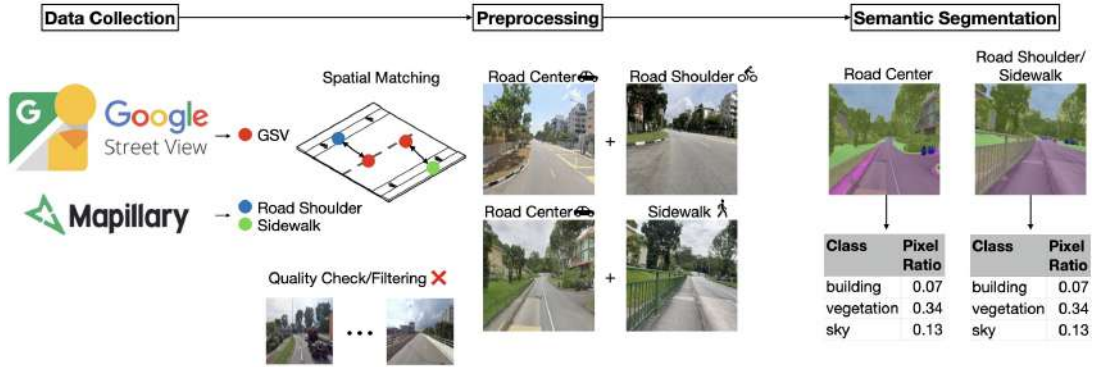 Data Collection
Preprocessing
Semantic Segmentation
G
Google
Street View
GSV
Mapillary
Road Shoulder
Sidewalk
Spatial Matching
Quality Check/Filtering
Road Center
Road Shoulder
+
Road Center
Sidewalk
+
Road Center
Road Shoulder/
Sidewalk
Class Pixel
Ratio
building 0.07
vegetation 0.34
sky 0.13
Class Pixel
Ratio
building 0.07
vegetation 0.34
sky 0.13